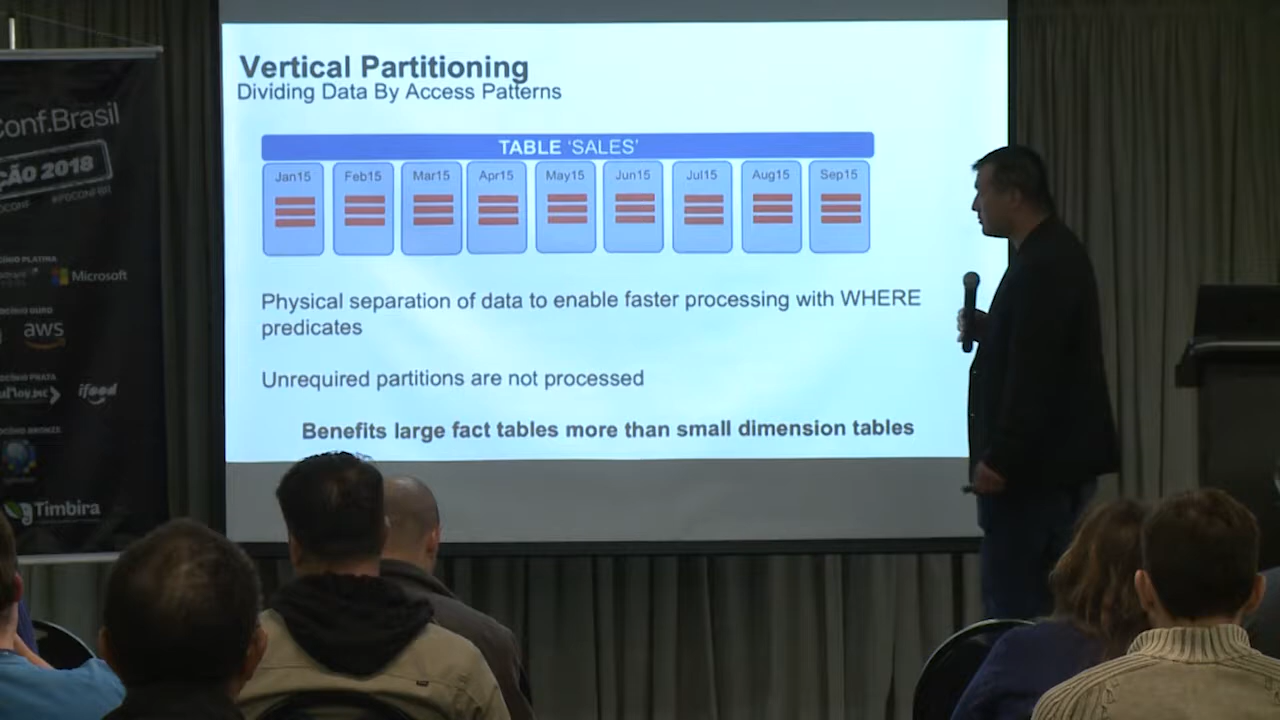 Vertical Partitioning
Dividing Data By Access Patterns
TABLE 'SALES'
Jan15 Feb15 Mar15 Apr15 May15 Jun15 Jul15 Aug15 Sep15
Physical separation of data to enable faster processing with WHERE
predicates
Unrequired partitions are not processed
Benefits large fact tables more than small dimension tables
Conf.Brasil
ÇÃO 2018
#PGCONFBR
Microsoft
aws
ifood
Timbira